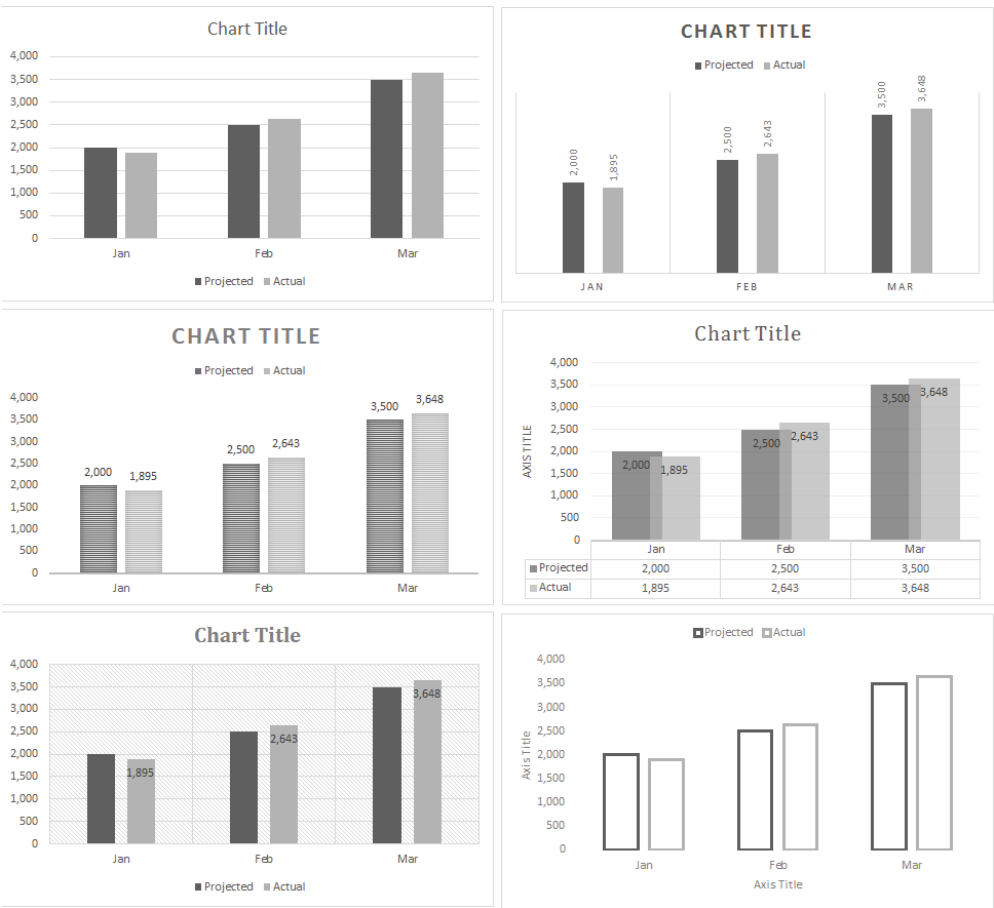 Chart Title
4,000
3,500
3,000
2,500
2,000
1,500
1,000
500
0
Jan Feb Mar
Projected Actual
CHART TITLE
Projected Actual
2,000 1,895 2,500 2,643 3,500 3,648
JAN FEB MAR
CHART TITLE
Projected Actual
4,000
3,500
3,000
2,500
2,000
1,500
1,000
500
0
2,000 1,895 2,500 2,643 3,500 3,648
Jan Feb Mar
Chart Title
AXIS TITLE
4,000
3,500
3,000
2,500
2,000
1,500
1,000
500
0
2,000 1,895 2,500 2,643 3,500 3,648
Jan Feb Mar
Projected 2,000 2,500 3,500
Actual 1,895 2,643 3,648
Chart Title
4,000
3,500
3,000
2,500
2,000
1,500
1,000
500
0
1,895 2,643 3,648
Jan Feb Mar
Projected Actual
Projected Actual
Axis Title
4,000
3,500
3,000
2,500
2,000
1,500
1,000
500
0
Jan Feb Mar
Axis Title